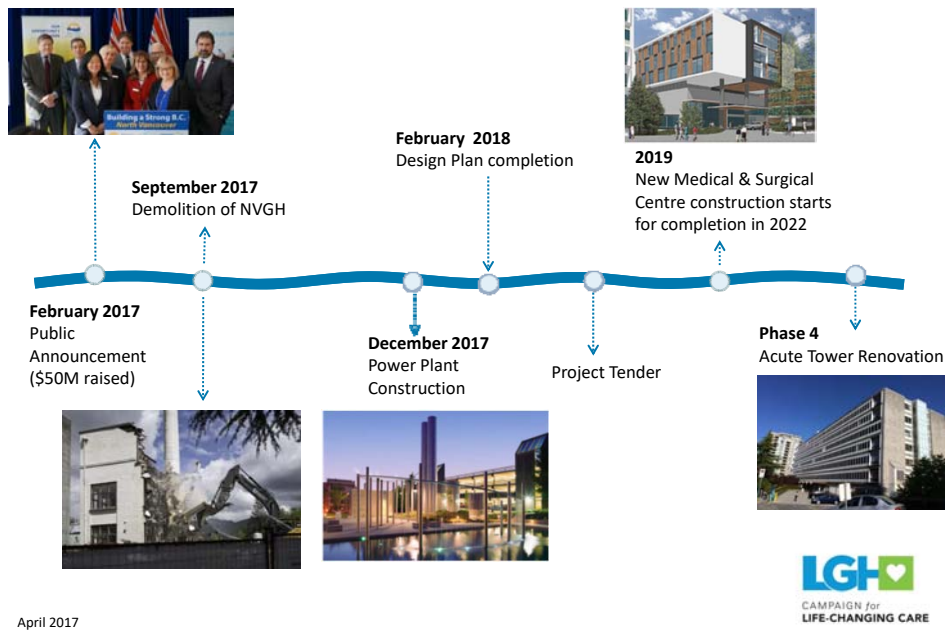 Building a Strong B.C.
North Vancouver
February 2018
Design Plan completion
2019
New Medical & Surgical
Centre construction starts
for completion in 2022
September 2017
Demolition of NVGH
February 2017
Public
Announcement
($50M raised)
December 2017
Power Plant
Construction
Project Tender
Phase 4
Acute Tower Renovation
LGH
CAMPAIGN for
LIFE-CHANGING CARE
April 2017